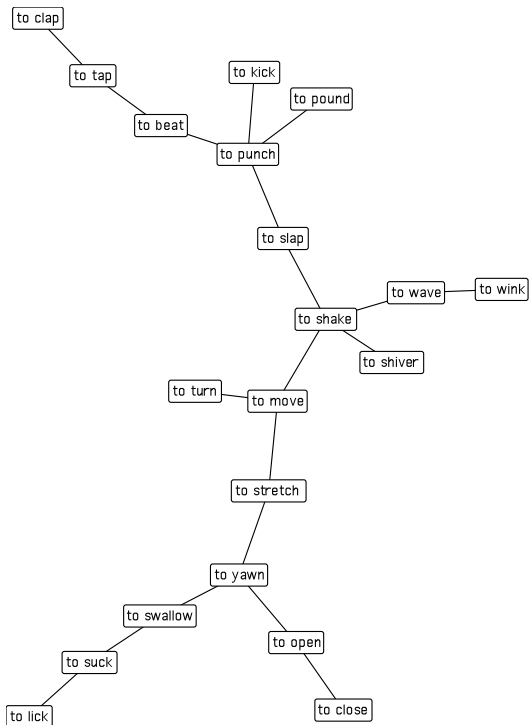 to clap
to tap
to kick
to pound
to beat
to punch
to slap
to wave
to wink
to shake
to shiver
to turn
to move
to stretch
to yawn
to swallow
to open
to suck
to close
to lick